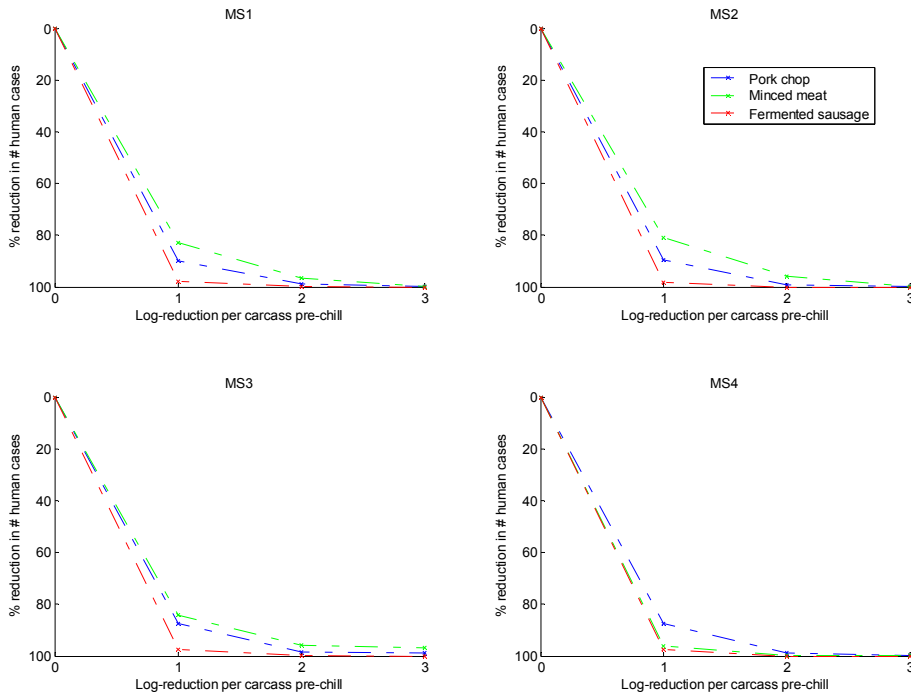 MS1
0
20
40
60
80
100
% reduction in # human cases
0 1 2 3
Log-reduction per carcass pre-chill
MS2
0
20
40
60
80
100
% reduction in # human cases
Pork chop
Minced meat
Fermented sausage
0 1 2 3
Log-reduction per carcass pre-chill
MS3
0
20
40
60
80
100
% reduction in # human cases
0 1 2 3
Log-reduction per carcass pre-chill
MS4
0
20
40
60
80
100
% reduction in # human cases
0 1 2 3
Log-reduction per carcass pre-chill